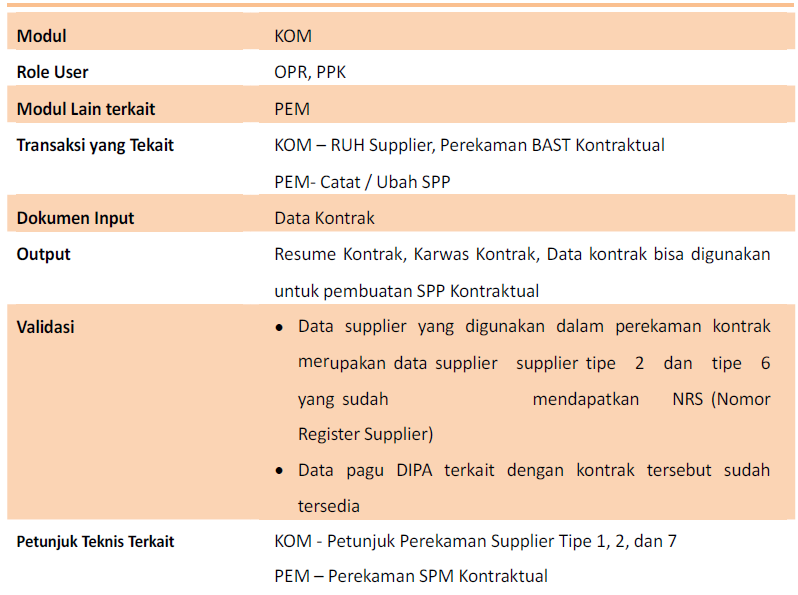 Modul KOM
Role User OPR, PPK
Modul Lain terkait PEM
Transaksi yang Tekait KOM – RUH Supplier, Perekaman BAST Kontraktual
PEM- Catat / Ubah SPP
Dokumen Input Data Kontrak
Output Resume Kontrak, Karwas Kontrak, Data kontrak bisa digunakan
untuk pembuatan SPP Kontraktual
Validasi ● Data supplier yang digunakan dalam perekaman kontrak
merupakan data supplier supplier tipe 2 dan tipe 6
yang sudah mendapatkan NRS (Nomor
Register Supplier)
● Data pagu DIPA terkait dengan kontrak tersebut sudah
tersedia
Petunjuk Teknis Terkait KOM - Petunjuk Perekaman Supplier Tipe 1, 2, dan 7
PEM – Perekaman SPM Kontraktual